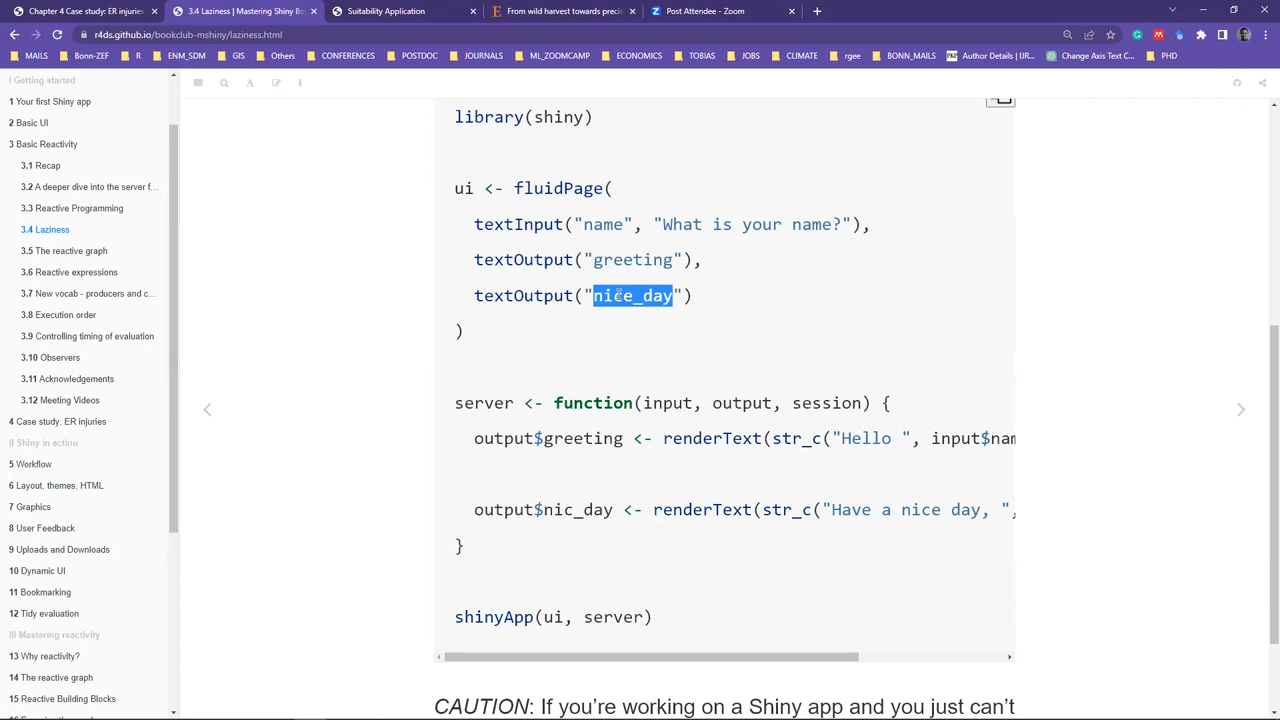 Chapter 4 Case study: ER injuries
3.4 Laziness | Mastering Shiny Bo
Suitability Application
From wild harvest towards precis
Post Attendee - Zoom
r4ds.github.io/bookclub-mshiny/laziness.html
MAILS Bonn-ZEF R ENM_SDM GIS Others CONFERENCES POSTDOC JOURNALS ML_ZOOMCAMP ECONOMICS TOBIAS JOBS CLIMATE rgee BONN_MAILS Author Details | IJR... Change Axis Text C... PHD
I Getting started
1 Your first Shiny app
2 Basic UI
3 Basic Reactivity
3.1 Recap
3.2 A deeper dive into the server f...
3.3 Reactive Programming
3.4 Laziness
3.5 The reactive graph
3.6 Reactive expressions
3.7 New vocab - producers and c...
3.8 Execution order
3.9 Controlling timing of evaluation
3.10 Observers
3.11 Acknowledgements
3.12 Meeting Videos
4 Case study: ER injuries
II Shiny in action
5 Workflow
6 Layout, themes, HTML
7 Graphics
8 User Feedback
9 Uploads and Downloads
10 Dynamic UI
11 Bookmarking
12 Tidy evaluation
III Mastering reactivity
13 Why reactivity?
14 The reactive graph
15 Reactive Building Blocks
library(shiny)
ui <- fluidPage(
textInput("name", "What is your name?"),
textOutput("greeting"),
textOutput("nice_day")
)
server <- function(input, output, session) {
output$greeting <- renderText(str_c("Hello ", input$nam
output$nic_day <- renderText(str_c("Have a nice day, ",
}
shinyApp(ui, server)
CAUTION: If you're working on a Shiny app and you just can't